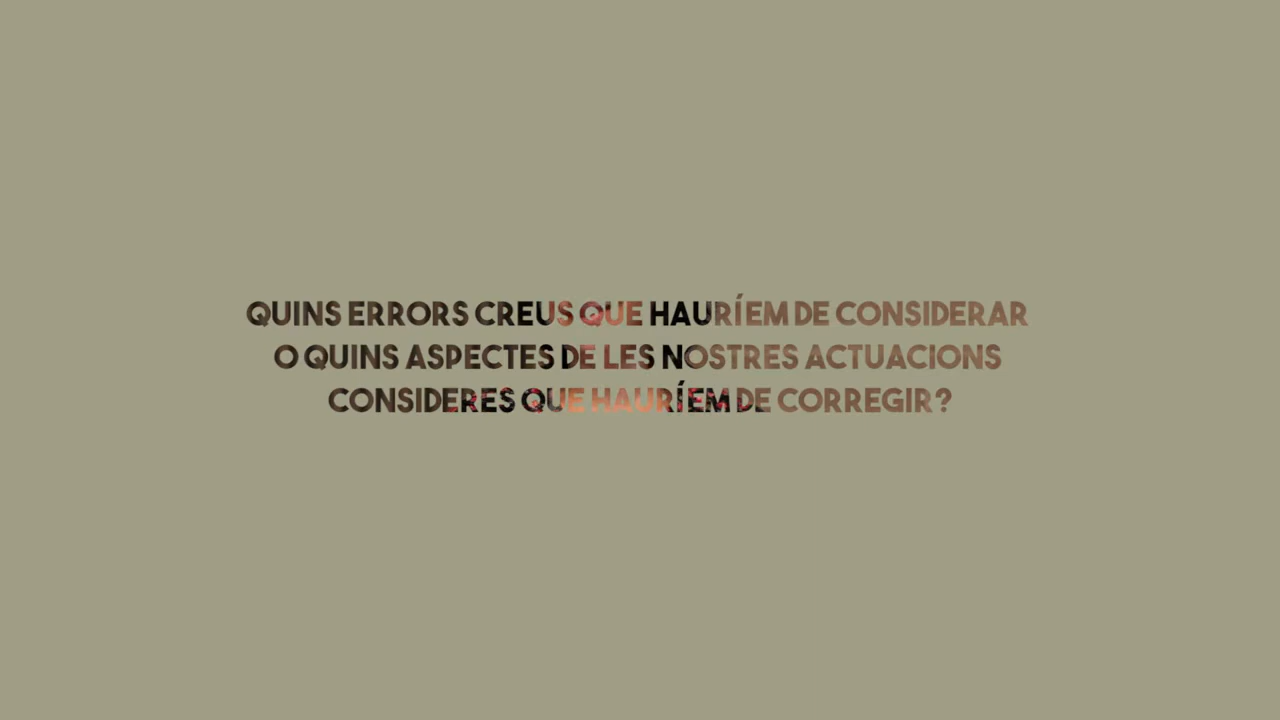 QUINS ERRORS CREUS QUE HAURÍEM DE CONSIDERAR
O QUINS ASPECTES DE LES NOSTRES ACTUACIONS
CONSIDERES QUE HAURÍEM DE CORREGIR?